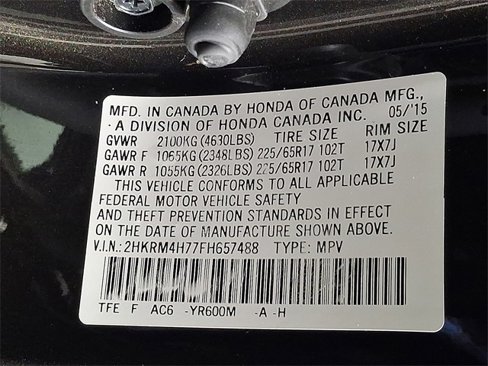 MFD. IN CANADA BY HONDA OF CANADA MFG.,
·A DIVISION OF HONDA CANADA INC. 05/'15
GVWR 2100KG(4630LBS) TIRE SIZE RIM SIZE
GAWR F 1065KG(2348LBS) 225/65R17 102T 17X7J
GAWR R 1055KG(2326LBS) 225/65R17 102T 17X7J
THIS VEHICLE CONFORMS TO ALL APPLICABLE
FEDERAL MOTOR VEHICLE SAFETY
AND THEFT PREVENTION STANDARDS IN EFFECT
ON THE DATE OF MANUFACTURE SHOWN ABOVE.
V.I.N.:2HKRM4H77FH657488 TYPE: MPV
TFE F AC6 -YR600M -A -H